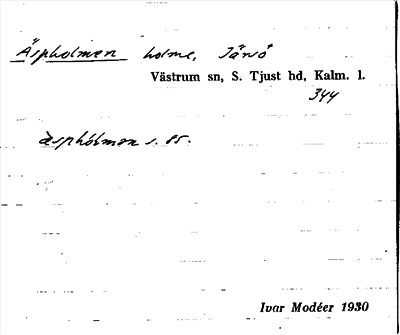 Äspholmen holme, Järsö
Västrum sn, S. Tjust hd, Kalm. l.
344
äsphólmen s. 85.
Ivar Modéer 1930